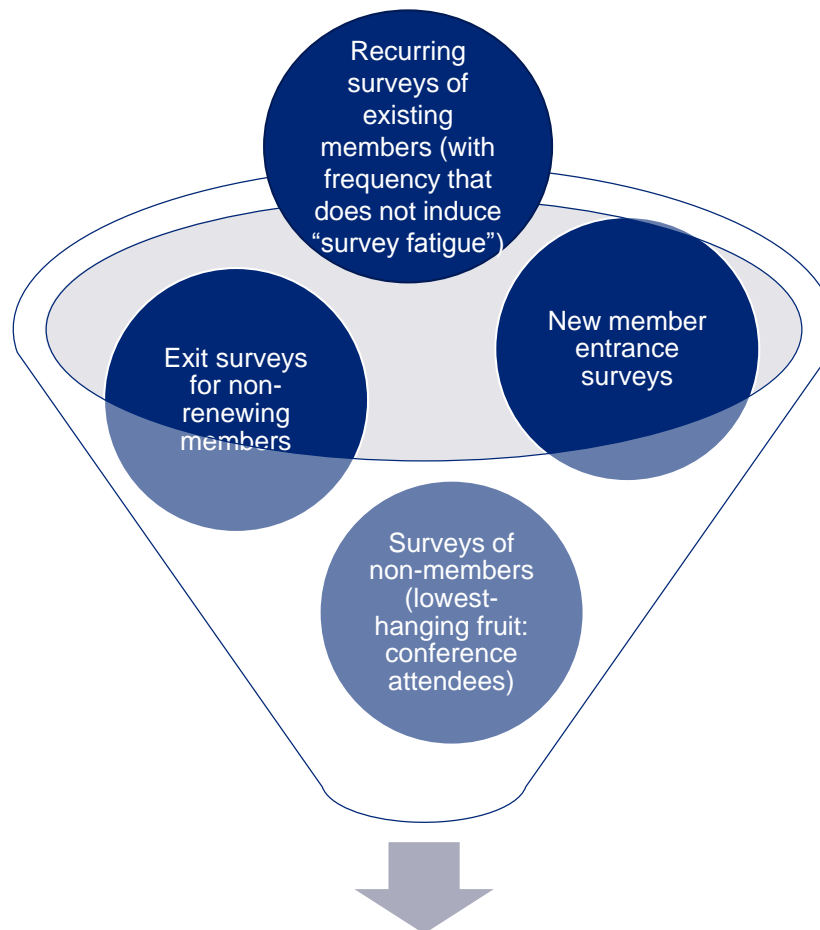 Recurring
surveys of
existing
members (with
frequency that
does not induce
“survey fatigue”)
New member
entrance
surveys
Exit surveys
for non-
renewing
members
Surveys of
non-members
(lowest-
hanging fruit:
conference
attendees)